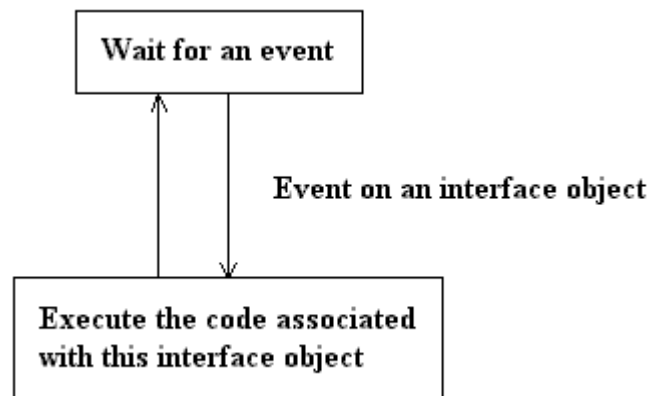 Wait for an event
Event on an interface object
Execute the code associated
with this interface object